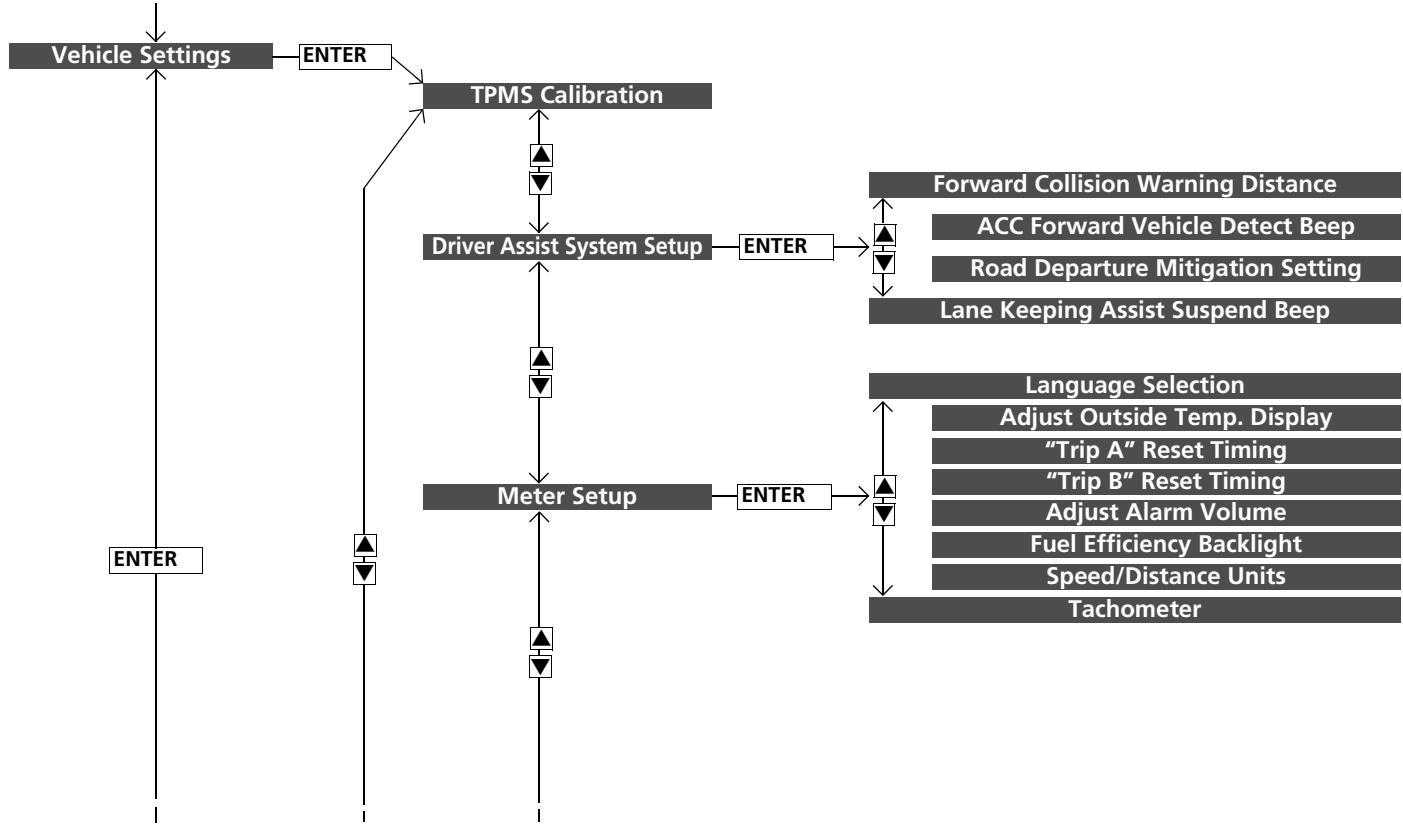 Vehicle Settings
ENTER
TPMS Calibration
Driver Assist System Setup
ENTER
Forward Collision Warning Distance
ACC Forward Vehicle Detect Beep
Road Departure Mitigation Setting
Lane Keeping Assist Suspend Beep
Meter Setup
ENTER
Language Selection
Adjust Outside Temp. Display
“Trip A” Reset Timing
“Trip B” Reset Timing
Adjust Alarm Volume
Fuel Efficiency Backlight
Speed/Distance Units
Tachometer
ENTER